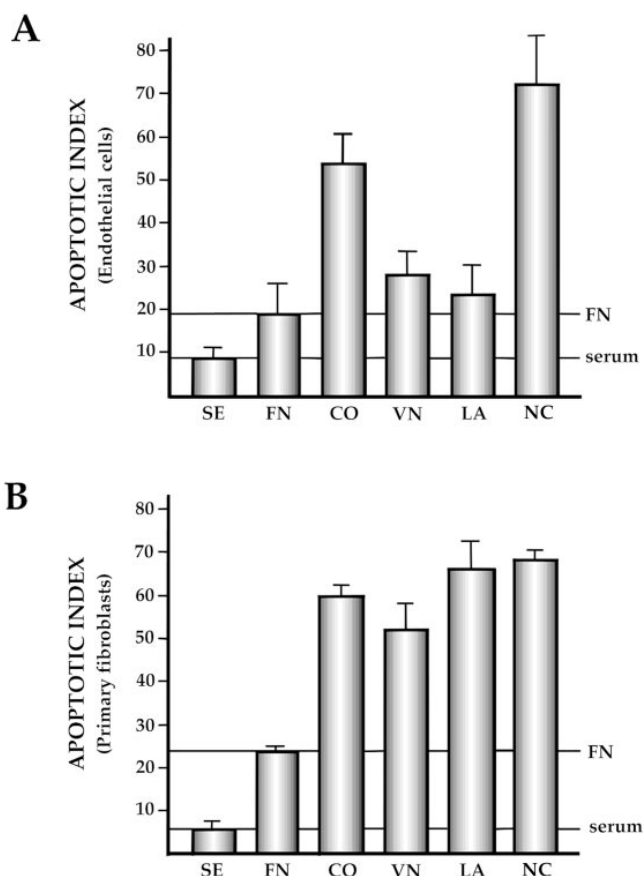 A
APOPTOTIC INDEX
(Endothelial cells)
80
70
60
50
40
30
20
10
FN
serum
SE FN CO VN LA NC
B
APOPTOTIC INDEX
(Primary fibroblasts)
80
70
60
50
40
30
20
10
FN
serum
SE FN CO VN LA NC